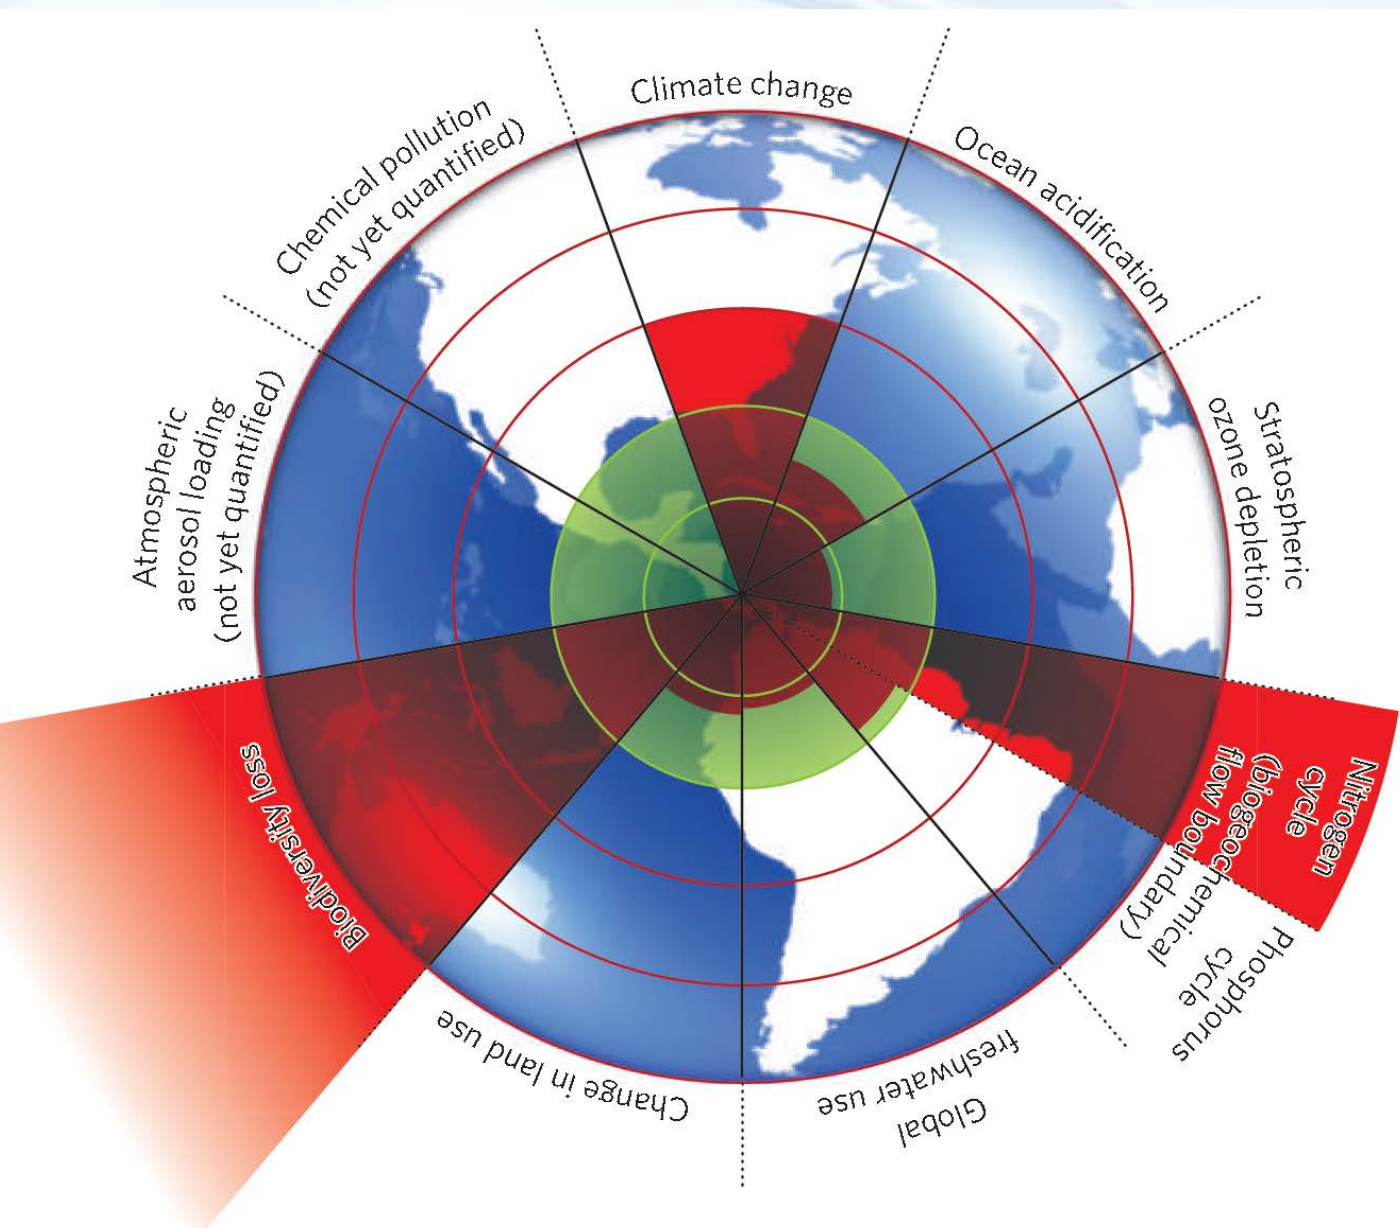 Climate change
Ocean acidification
Stratospheric
ozone depletion
Nitrogen
cycle
(biogeochemical
flow boundary)
Phosphorus
cycle
Global
freshwater use
Change in land use
Biodiversity loss
Atmospheric
aerosol loading
(not yet quantified)
Chemical pollution
(not yet quantified)